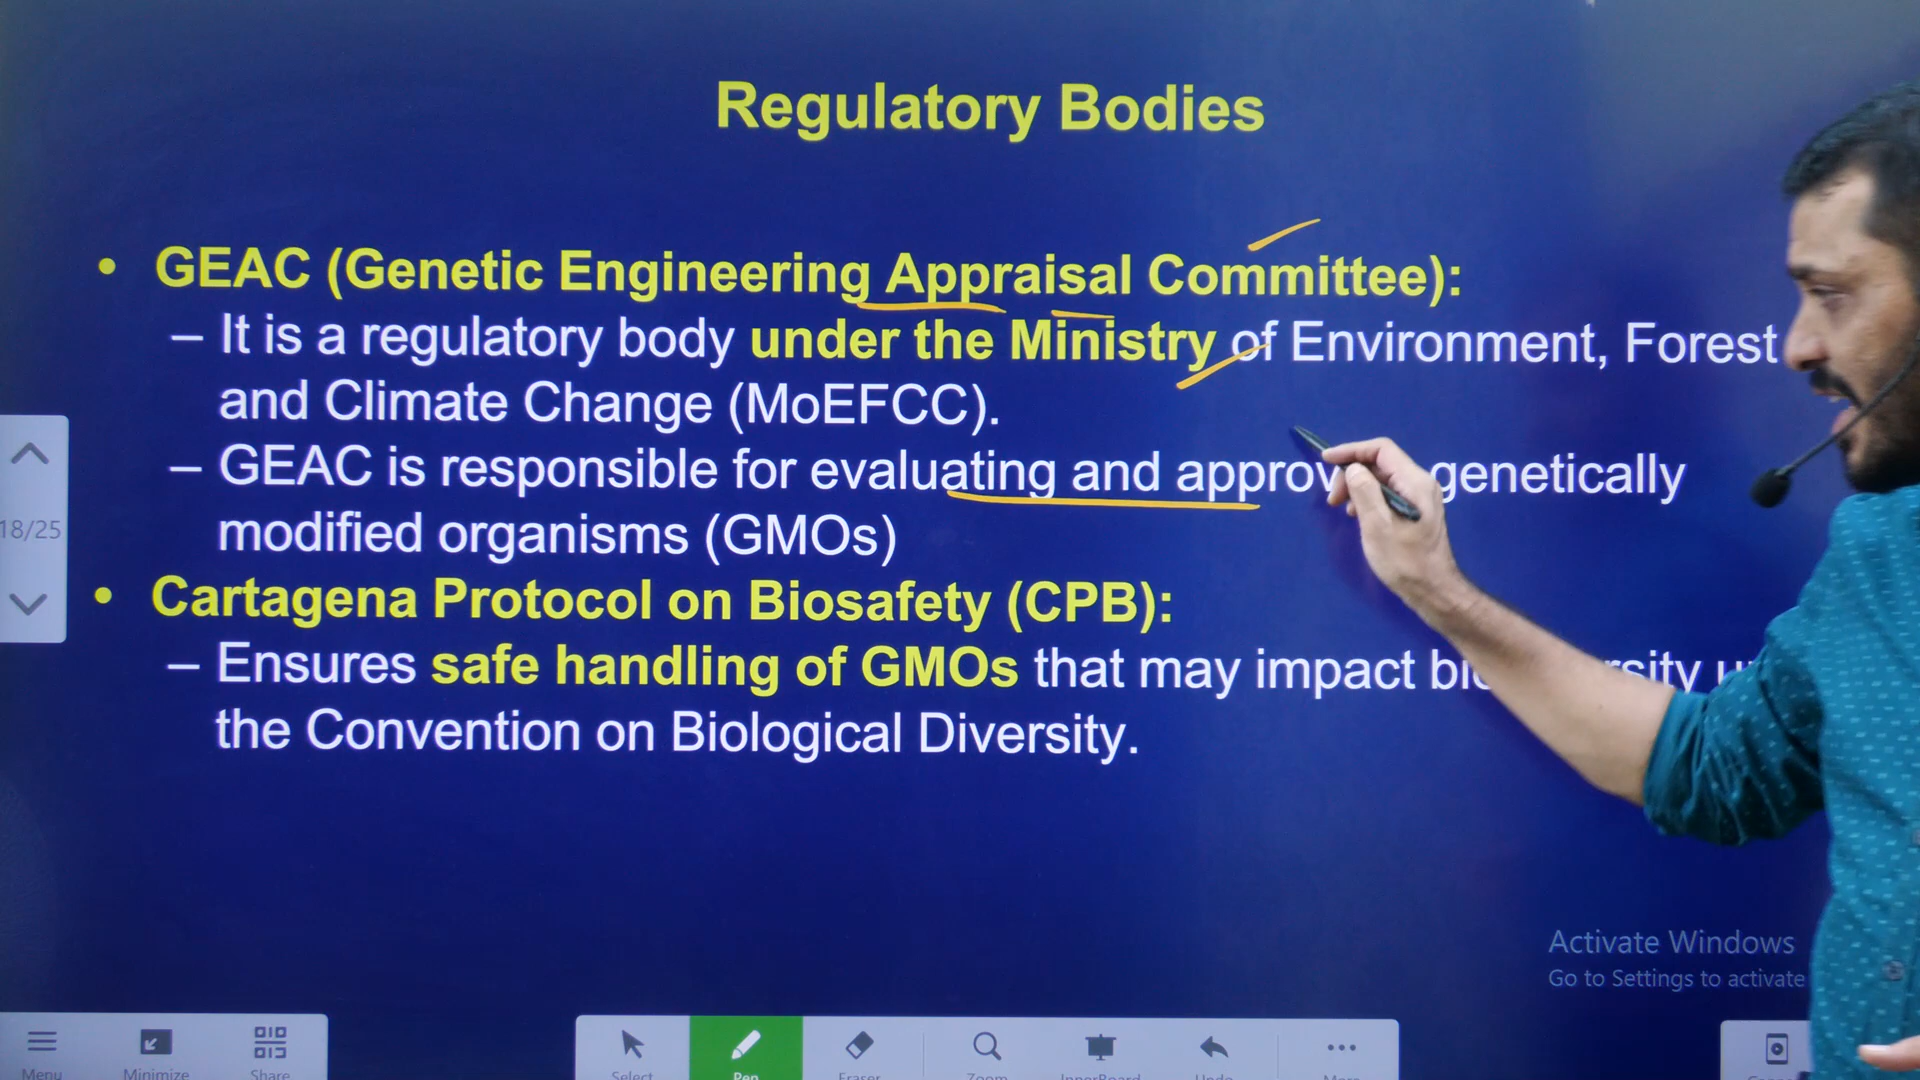 Regulatory Bodies
• GEAC (Genetic Engineering Appraisal Committee):
– It is a regulatory body under the Ministry of Environment, Forest
and Climate Change (MoEFCC).
– GEAC is responsible for evaluating and genetically
modified organisms (GMOs)
• Cartagena Protocol on Biosafety (CPB):
– Ensures safe handling of GMOs that may impact
the Convention on Biological Diversity.
18/25
Activate Windows
Go to Settings to activate
Menu Minimize Share Select Pen Eraser Zoom Undo